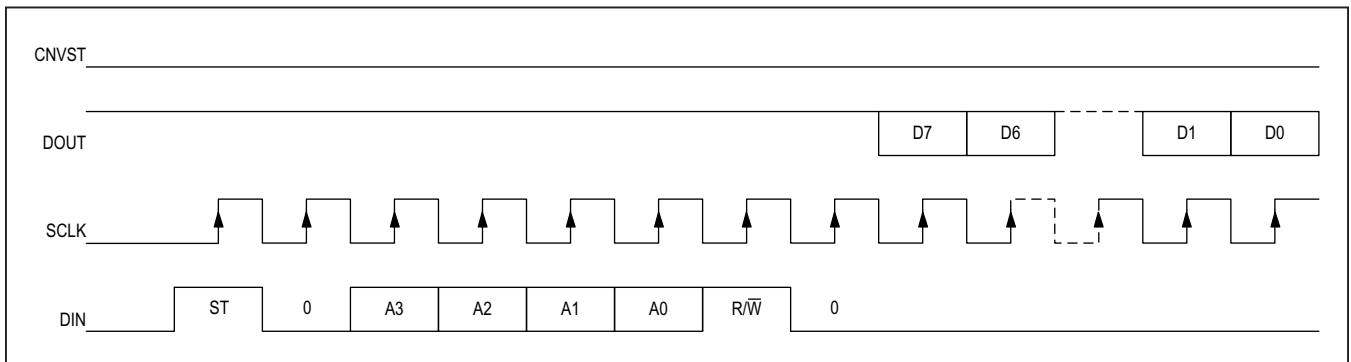 CNVST
DOUT D7 D6 D1 D0
SCLK
DIN ST 0 A3 A2 A1 A0 R/W̅ 0